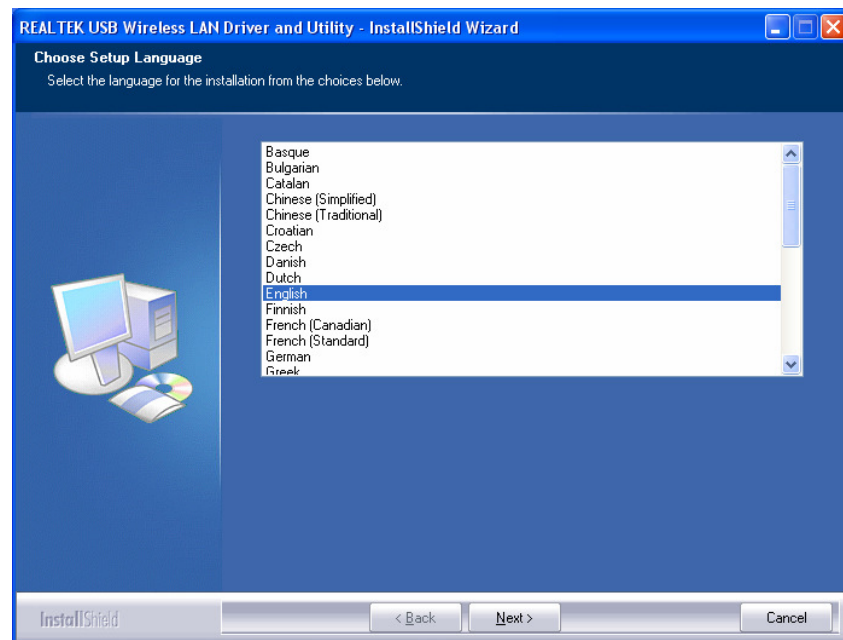 REALTEK USB Wireless LAN Driver and Utility - InstallShield Wizard
Choose Setup Language
Select the language for the installation from the choices below.
Basque
Bulgarian
Catalan
Chinese (Simplified)
Chinese (Traditional)
Croatian
Czech
Danish
Dutch
English
Finnish
French (Canadian)
French (Standard)
German
Greek
InstallShield
< Back
Next >
Cancel